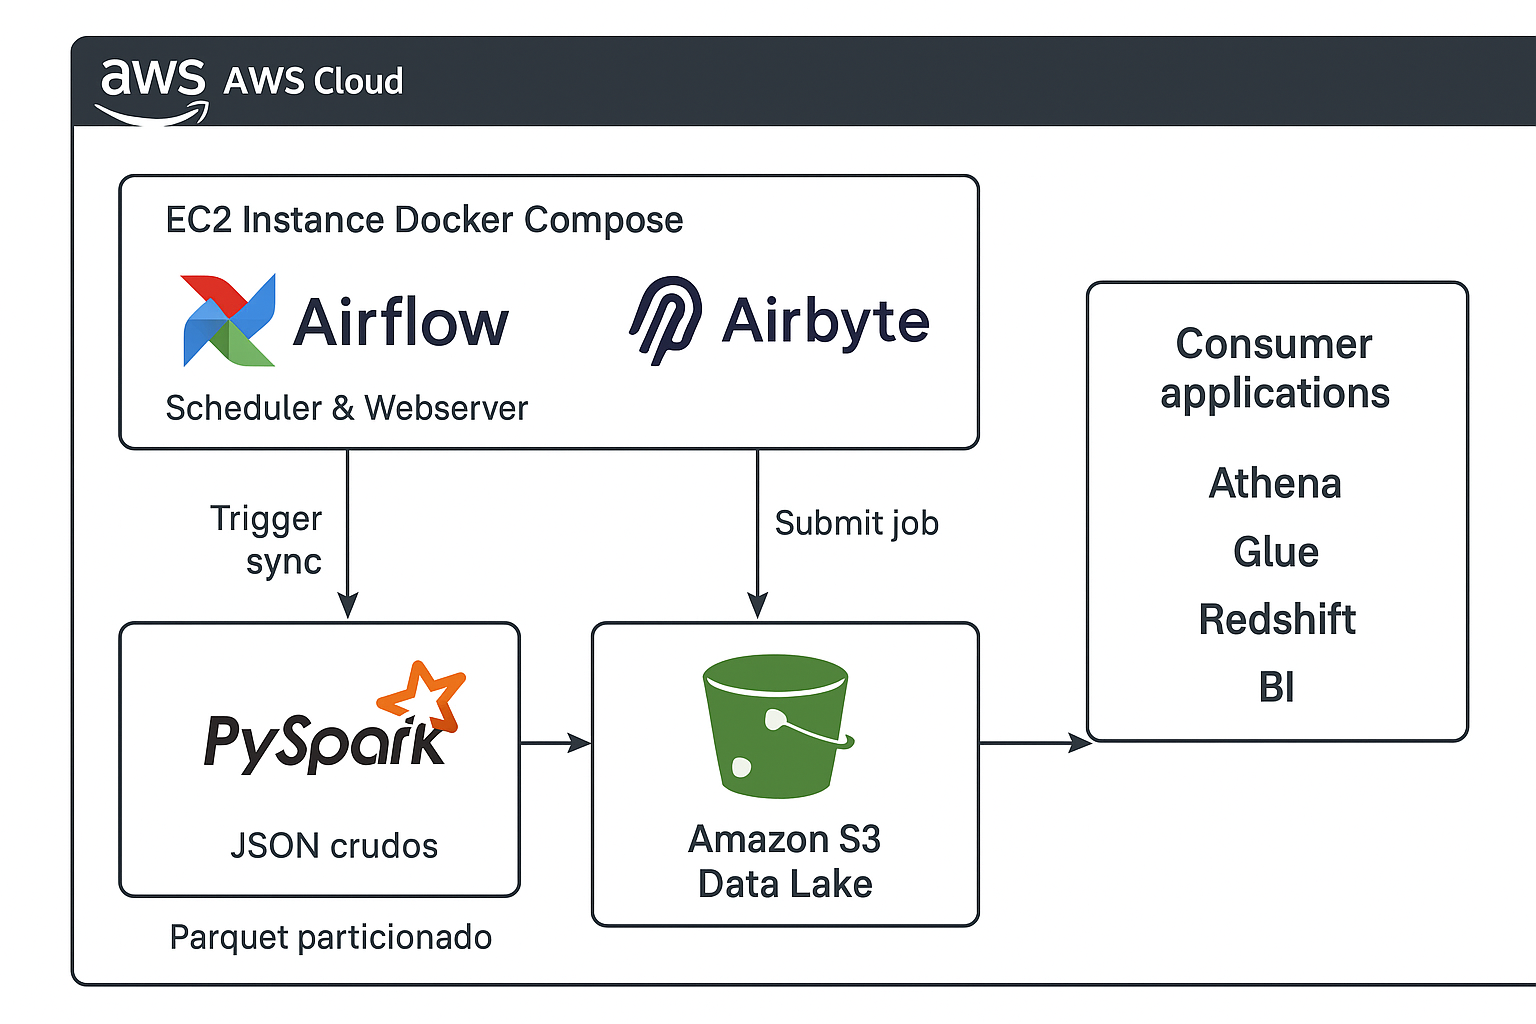 aws AWS Cloud
EC2 Instance Docker Compose
Airflow
Airbyte
Scheduler & Webserver
Trigger
sync
Submit job
PySpark
JSON crudos
Parquet particionado
Amazon S3
Data Lake
Consumer
applications
Athena
Glue
Redshift
BI